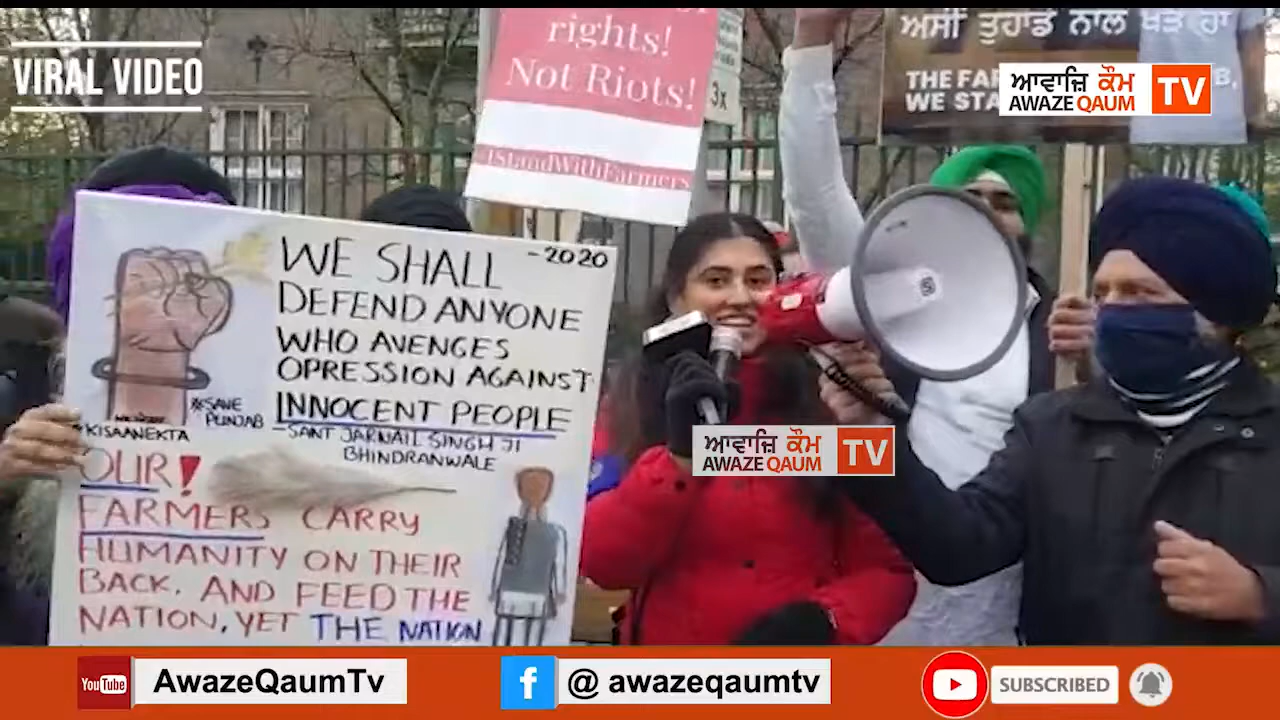 VIRAL VIDEO
rights!
Not Riots!
#IStandWithFarmers
3x
ਅਸੀਂ ਤੁਹਾਡੇ ਨਾਲ ਖੜੇ ਹਾਂ
THE FAR
WE STA
ਆਵਾਜ਼ਿ ਕੌਮ
AWAZE QAUM TV
WE SHALL -2020
DEFEND ANYONE
WHO AVENGES
OPRESSION AGAINST
INNOCENT PEOPLE
- SANT JARNAIL SINGH JI
BHINDRANWALE
#SAVE
PUNJAB
#KISAANEKTA
OUR!
FARMERS CARRY
HUMANITY ON THEIR
BACK, AND FEED THE
NATION, YET THE NATION
ਆਵਾਜ਼ਿ ਕੌਮ
AWAZE QAUM TV
YouTube AwazeQaumTv
f @ awazeqaumtv
SUBSCRIBED